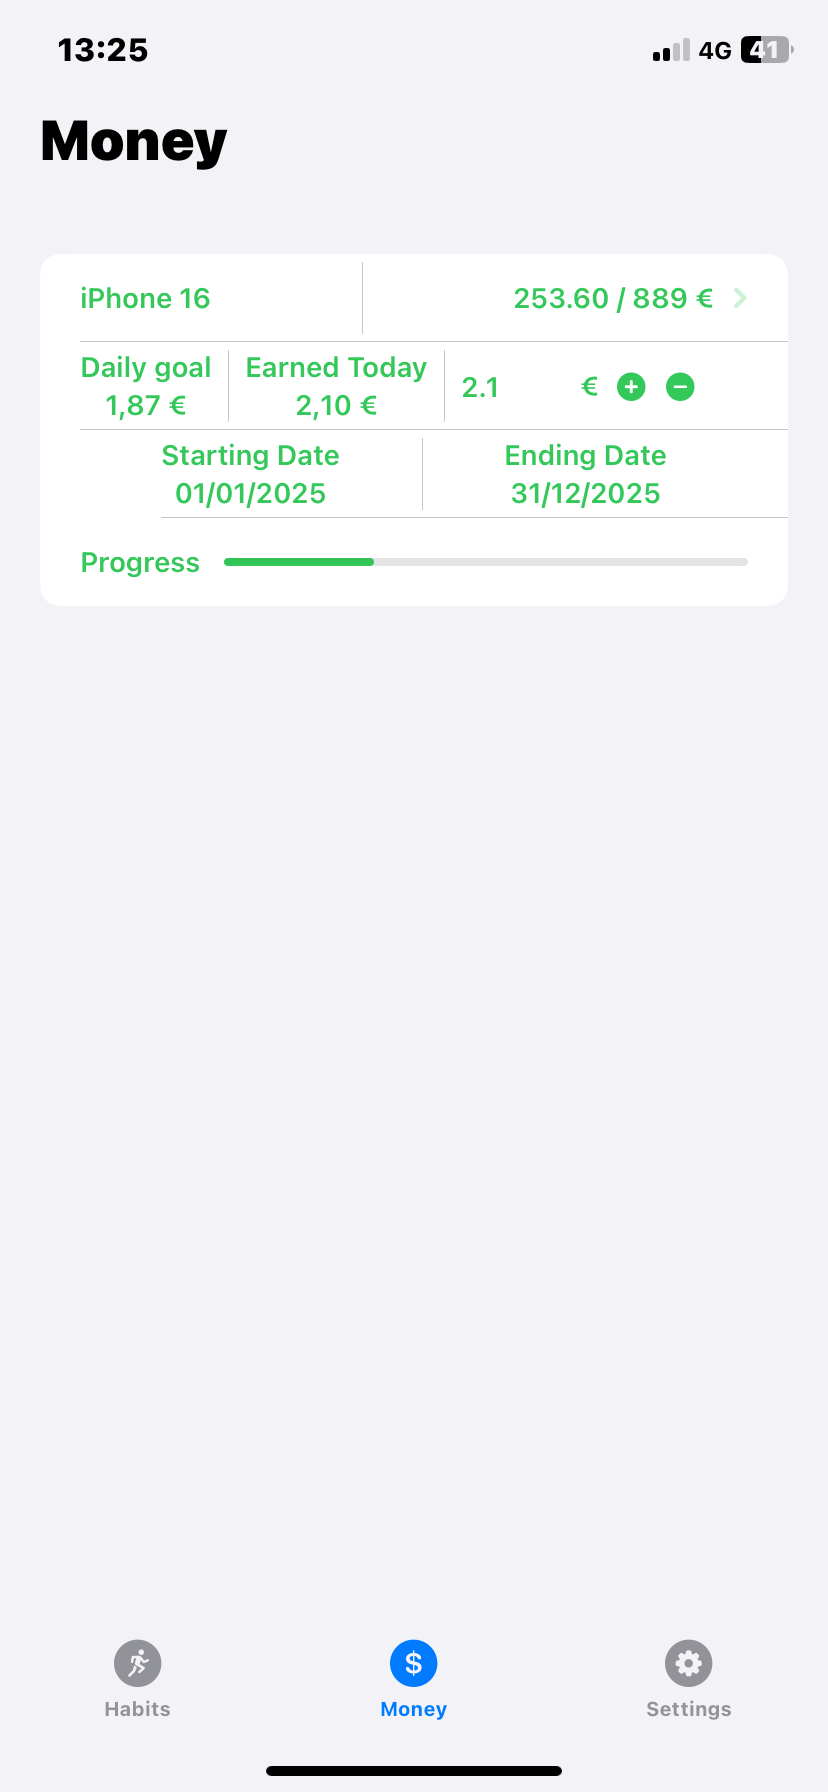 13:25 4G 41
Money
iPhone 16 253.60 / 889 €
Daily goal Earned Today
1,87 € 2,10 € 2.1 €
Starting Date Ending Date
01/01/2025 31/12/2025
Progress
Habits Money Settings